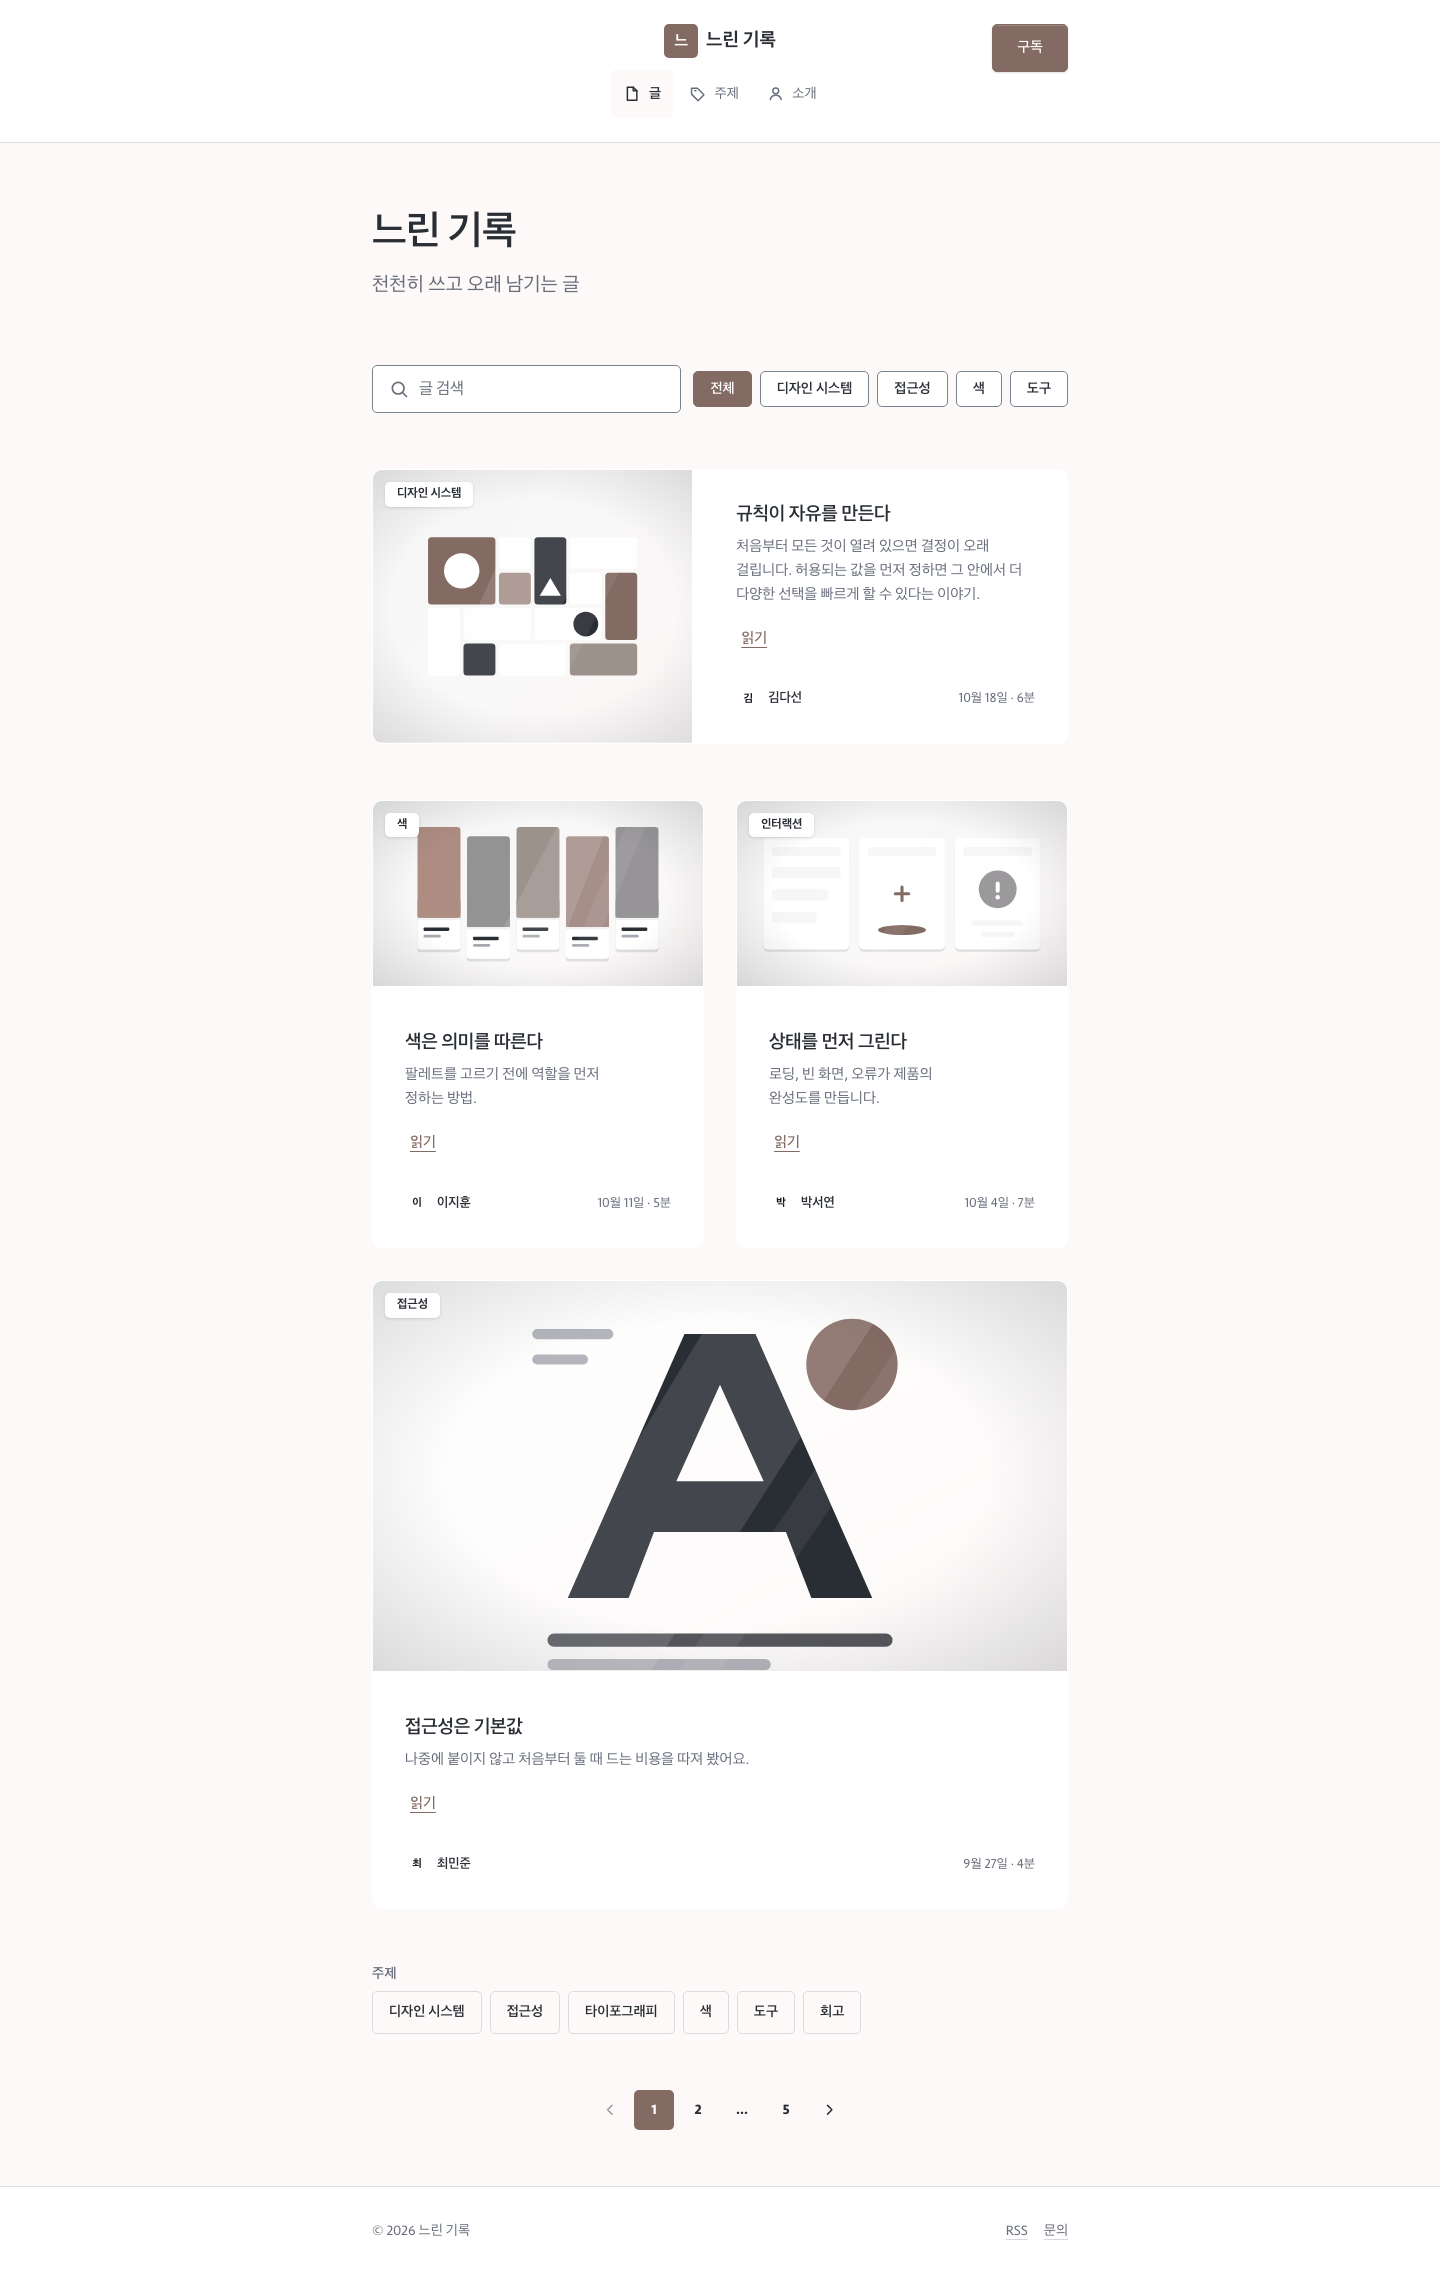 느 느린 기록
구독
글 주제 소개
느린 기록
천천히 쓰고 오래 남기는 글
글 검색
전체 디자인 시스템 접근성 색 도구
디자인 시스템
규칙이 자유를 만든다
처음부터 모든 것이 열려 있으면 결정이 오래
걸립니다. 허용되는 값을 먼저 정하면 그 안에서 더
다양한 선택을 빠르게 할 수 있다는 이야기.
읽기
김 김다선 10월 18일 · 6분
색
색은 의미를 따른다
팔레트를 고르기 전에 역할을 먼저
정하는 방법.
읽기
이 이지훈 10월 11일 · 5분
인터랙션
상태를 먼저 그린다
로딩, 빈 화면, 오류가 제품의
완성도를 만듭니다.
읽기
박 박서연 10월 4일 · 7분
접근성
A
접근성은 기본값
나중에 붙이지 않고 처음부터 둘 때 드는 비용을 따져 봤어요.
읽기
최 최민준 9월 27일 · 4분
주제
디자인 시스템 접근성 타이포그래피 색 도구 회고
1 2 … 5
© 2026 느린 기록 RSS 문의